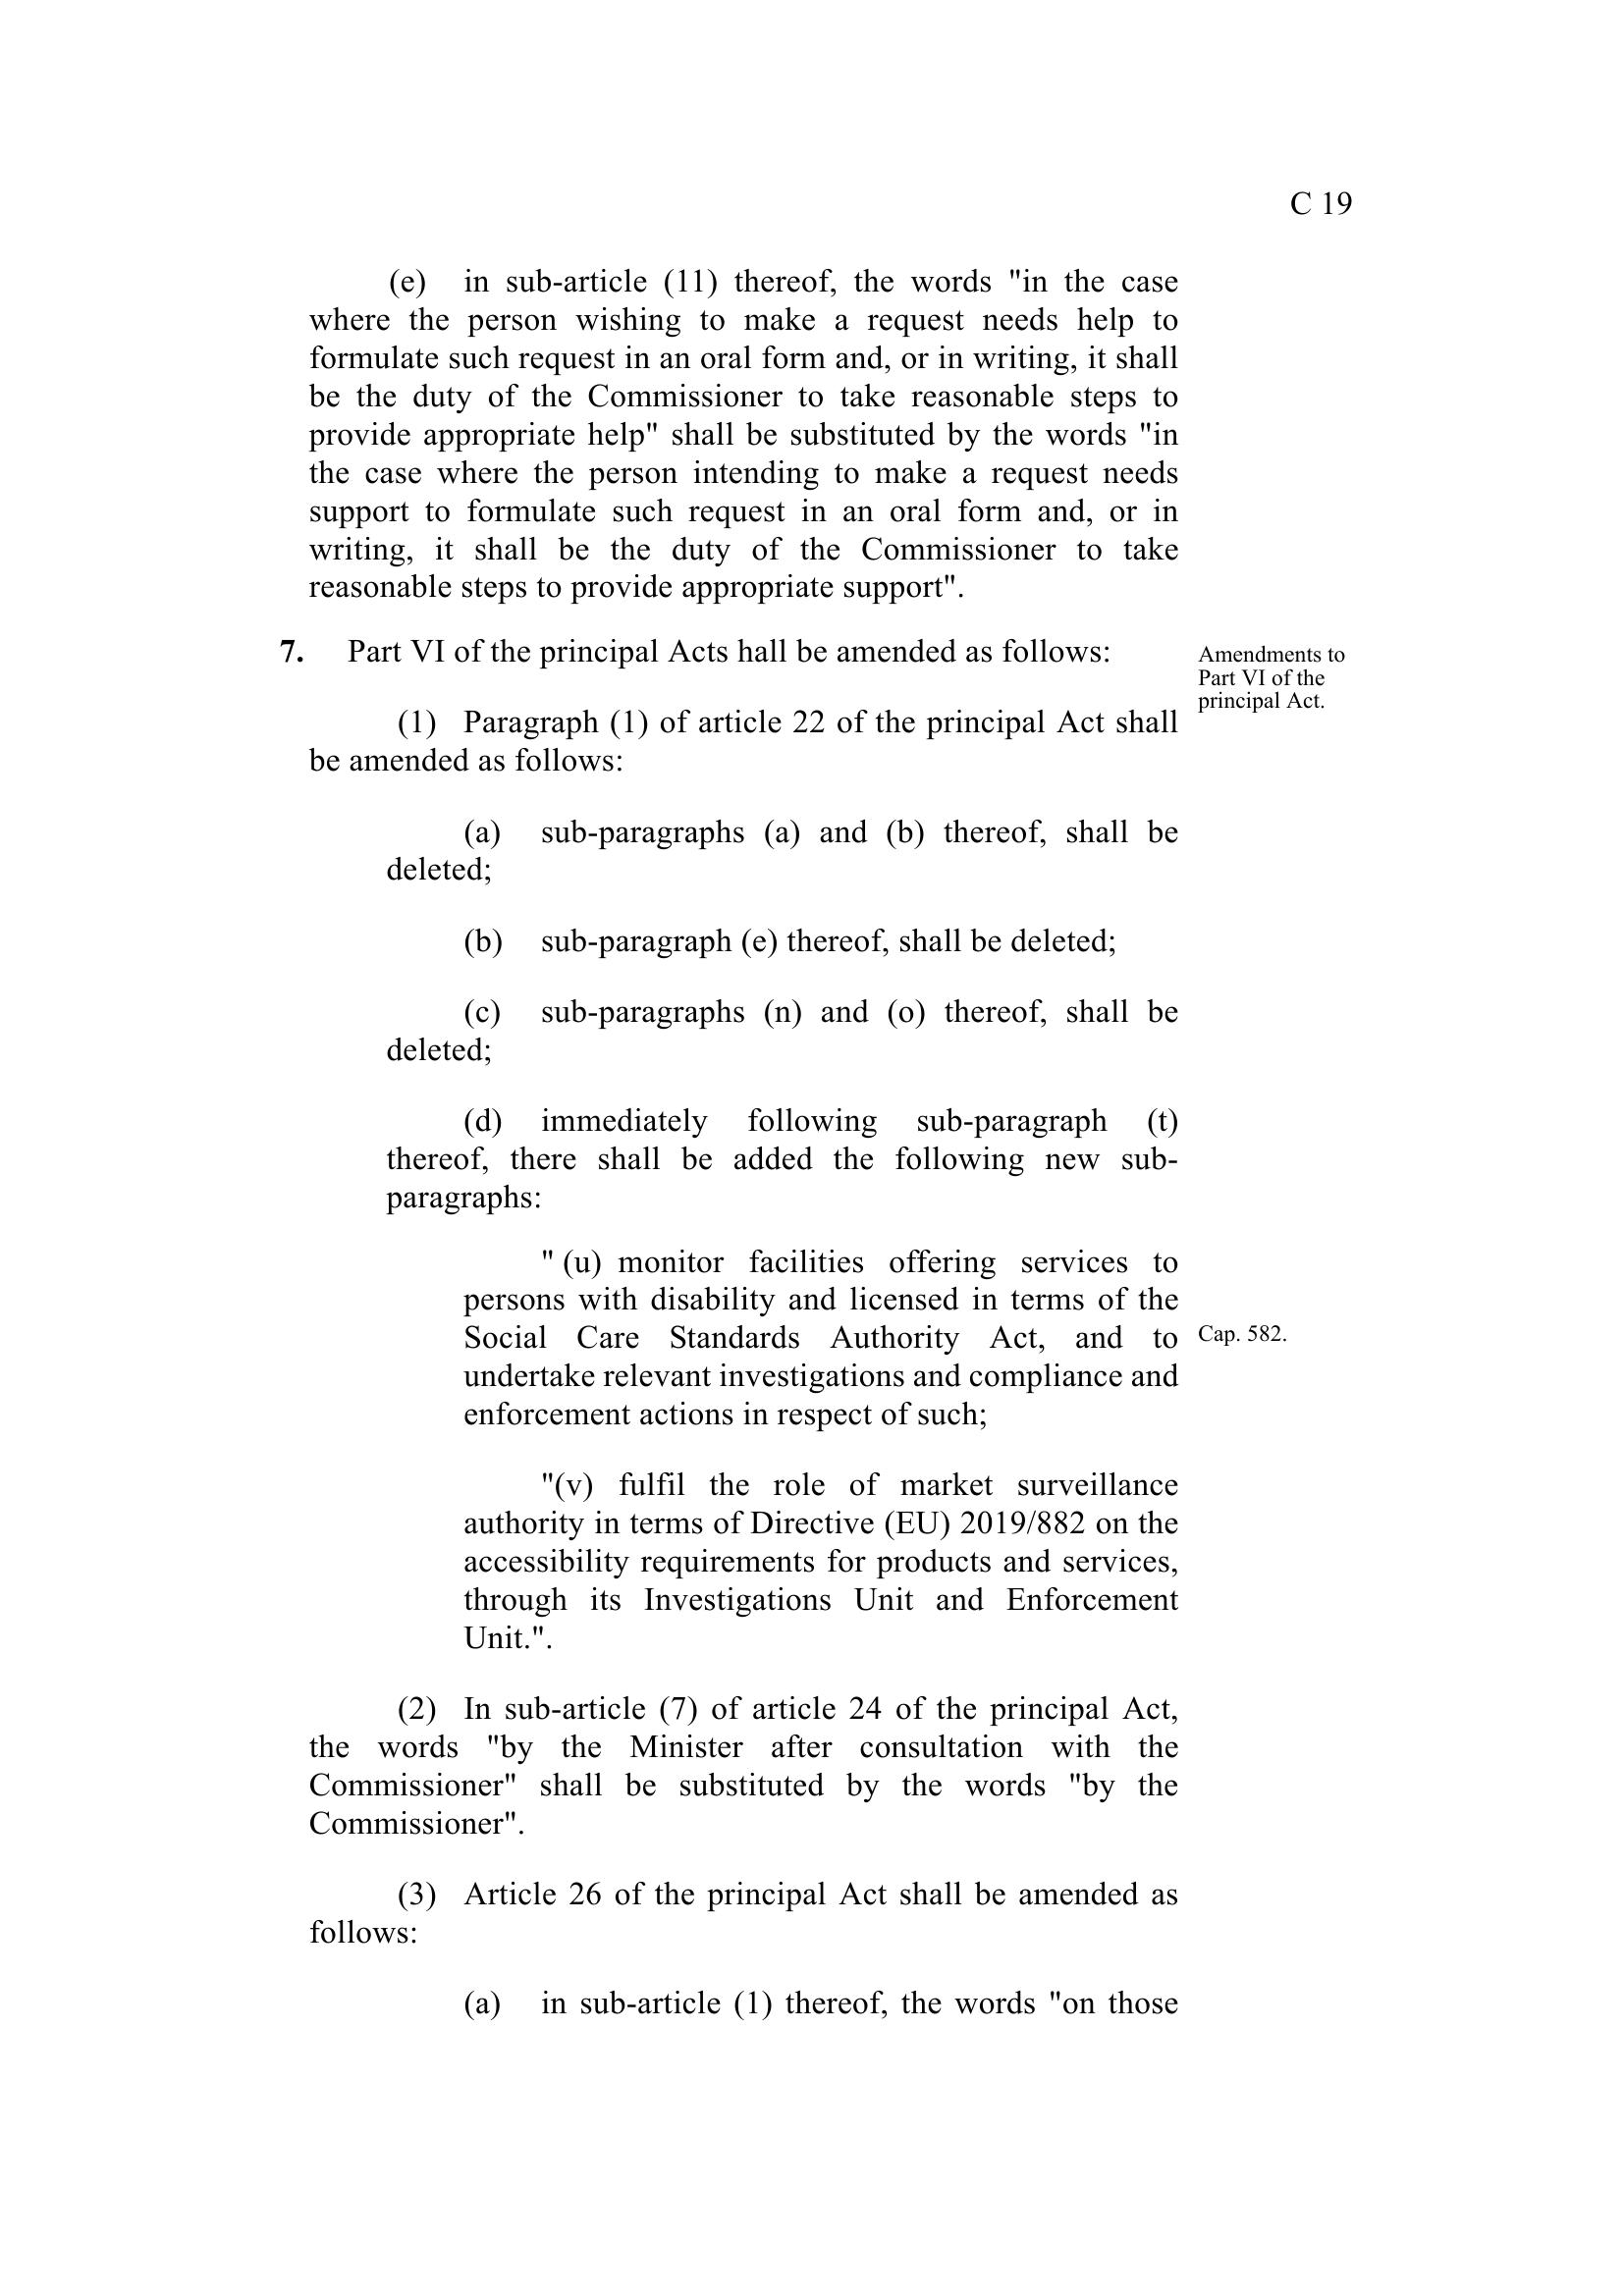 C 19
(e) in sub-article (11) thereof, the words "in the case
where the person wishing to make a request needs help to
formulate such request in an oral form and, or in writing, it shall
be the duty of the Commissioner to take reasonable steps to
provide appropriate help" shall be substituted by the words "in
the case where the person intending to make a request needs
support to formulate such request in an oral form and, or in
writing, it shall be the duty of the Commissioner to take
reasonable steps to provide appropriate support".
7. Part VI of the principal Acts hall be amended as follows:
Amendments to
Part VI of the
principal Act.
(1) Paragraph (1) of article 22 of the principal Act shall
be amended as follows:
(a) sub-paragraphs (a) and (b) thereof, shall be
deleted;
(b) sub-paragraph (e) thereof, shall be deleted;
(c) sub-paragraphs (n) and (o) thereof, shall be
deleted;
(d) immediately following sub-paragraph (t)
thereof, there shall be added the following new sub-
paragraphs:
" (u) monitor facilities offering services to
persons with disability and licensed in terms of the
Social Care Standards Authority Act, and to
Cap. 582.
undertake relevant investigations and compliance and
enforcement actions in respect of such;
"(v) fulfil the role of market surveillance
authority in terms of Directive (EU) 2019/882 on the
accessibility requirements for products and services,
through its Investigations Unit and Enforcement
Unit.".
(2) In sub-article (7) of article 24 of the principal Act,
the words "by the Minister after consultation with the
Commissioner" shall be substituted by the words "by the
Commissioner".
(3) Article 26 of the principal Act shall be amended as
follows:
(a) in sub-article (1) thereof, the words "on those